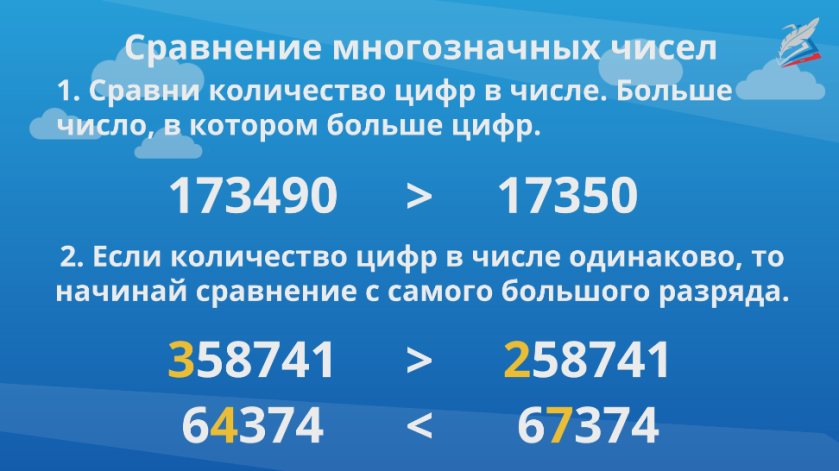 Сравнение многозначных чисел
1. Сравни количество цифр в числе. Больше
число, в котором больше цифр.
173490 > 17350
2. Если количество цифр в числе одинаково, то
начинай сравнение с самого большого разряда.
358741 > 258741
64374 < 67374